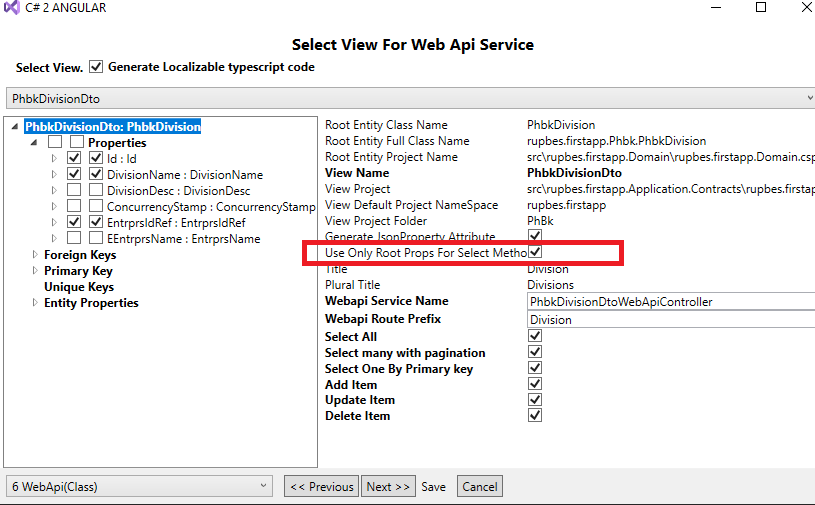 C# 2 ANGULAR
Select View For Web Api Service
Select View. Generate Localizable typescript code
PhbkDivisionDto
PhbkDivisionDto: PhbkDivision
Properties
Id : Id
DivisionName : DivisionName
DivisionDesc : DivisionDesc
ConcurrencyStamp : ConcurrencyStamp
EntrprsIdRef : EntrprsIdRef
EEntrprsName : EntrprsName
Foreign Keys
Primary Key
Unique Keys
Entity Properties
Root Entity Class Name PhbkDivision
Root Entity Full Class Name rupbes.firstapp.Phbk.PhbkDivision
Root Entity Project Name src\rupbes.firstapp.Domain\rupbes.firstapp.Domain.csp
View Name PhbkDivisionDto
View Project src\rupbes.firstapp.Application.Contracts\rupbes.firstapp
View Default Project NameSpace rupbes.firstapp
View Project Folder PhBk
Generate JsonProperty Attribute
Use Only Root Props For Select Metho
Title Division
Plural Title Divisions
Webapi Service Name PhbkDivisionDtoWebApiController
Webapi Route Prefix Division
Select All
Select many with pagination
Select One By Primary key
Add Item
Update Item
Delete Item
6 WebApi(Class) << Previous Next >> Save Cancel